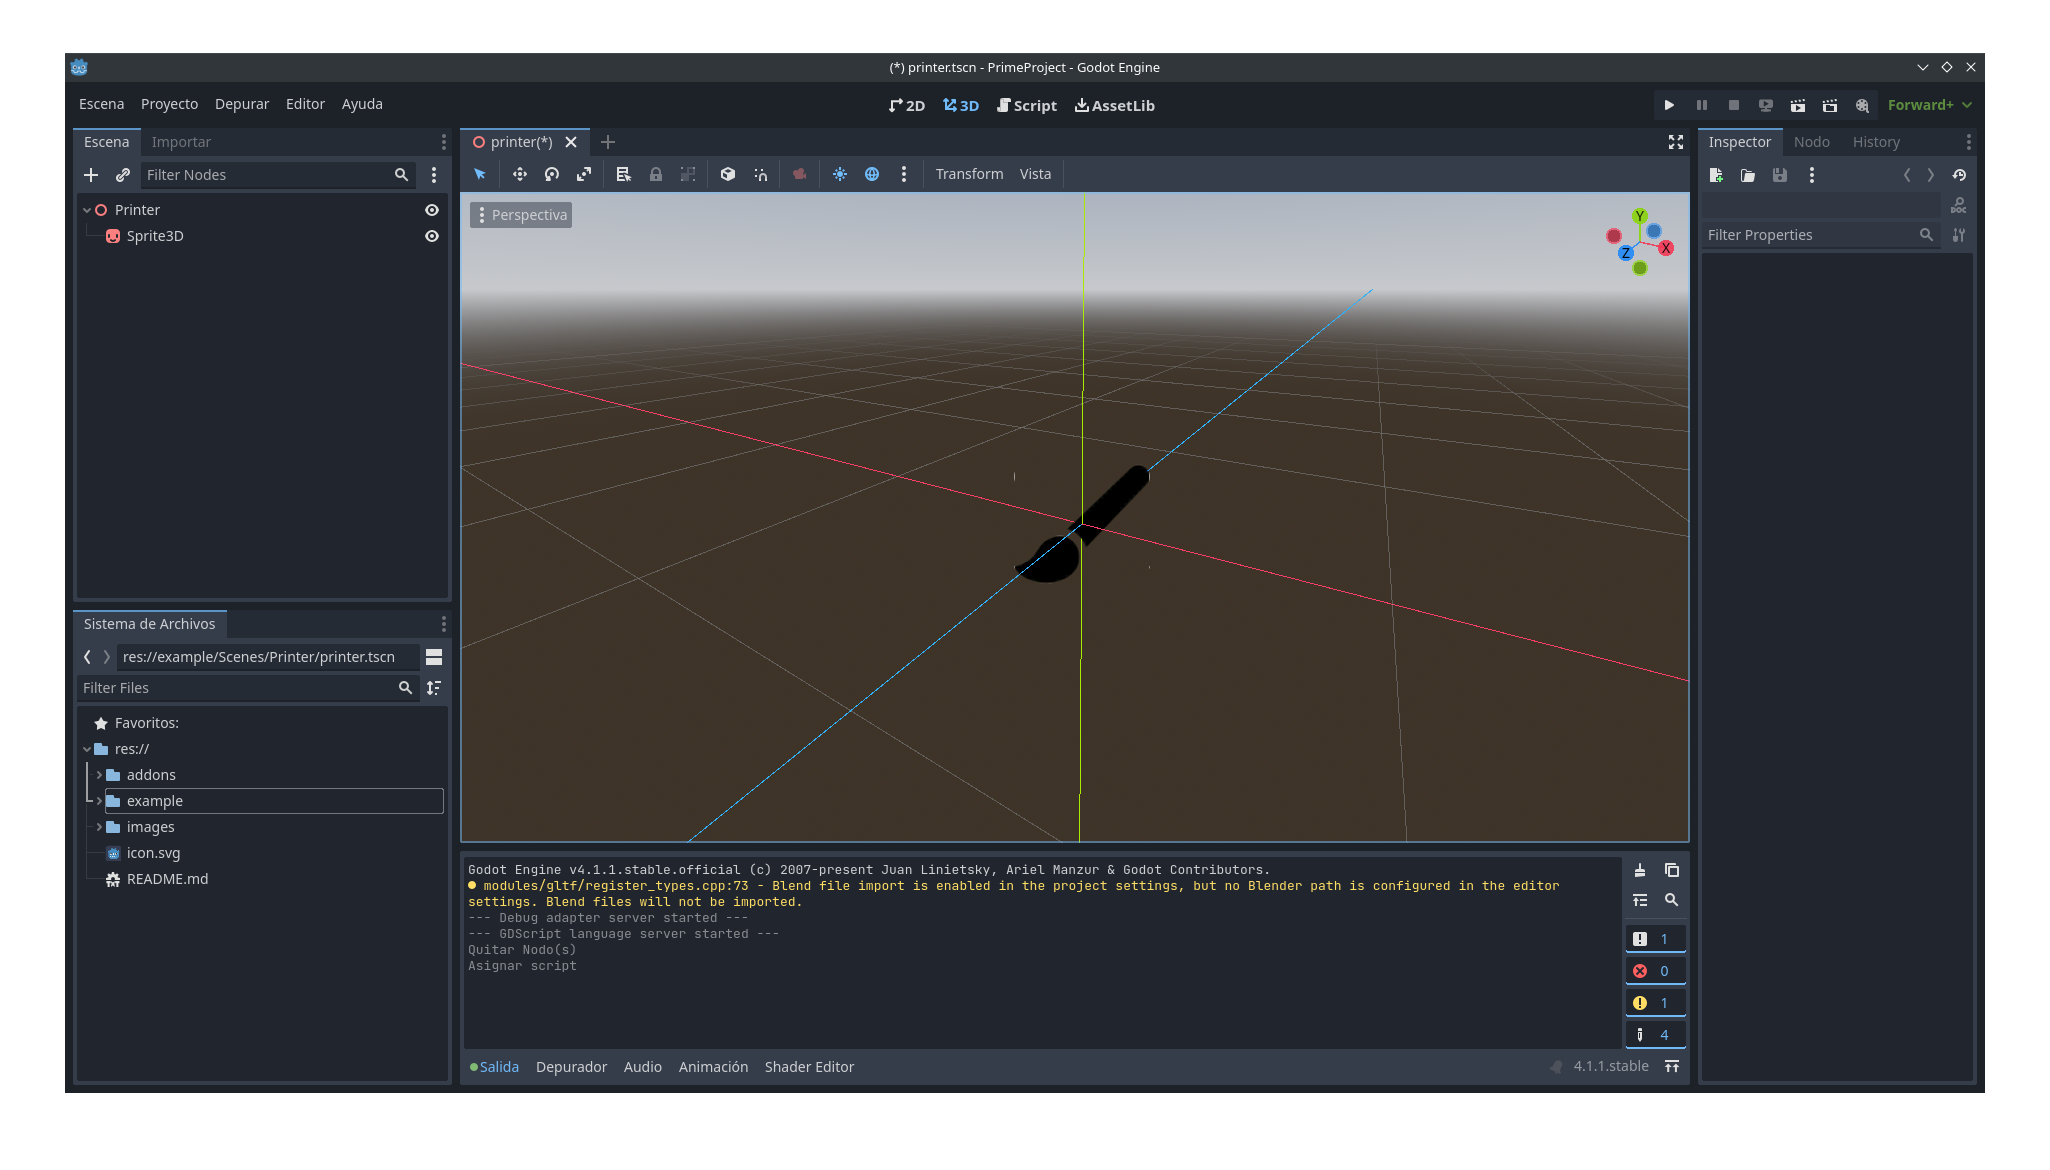 (*) printer.tscn - PrimeProject - Godot Engine
Escena Proyecto Depurar Editor Ayuda
2D 3D Script AssetLib
Forward+
Escena Importar
Filter Nodes
Printer
Sprite3D
printer(*)
Transform Vista
Perspectiva
Y
X
Z
Inspector Nodo History
DOC
Filter Properties
Sistema de Archivos
res://example/Scenes/Printer/printer.tscn
Filter Files
Favoritos:
res://
addons
example
images
icon.svg
README.md
Godot Engine v4.1.1.stable.official (c) 2007-present Juan Linietsky, Ariel Manzur & Godot Contributors.
modules/gltf/register_types.cpp:73 - Blend file import is enabled in the project settings, but no Blender path is configured in the editor
settings. Blend files will not be imported.
--- Debug adapter server started ---
--- GDScript language server started ---
Quitar Nodo(s)
Asignar script
1
0
1
4
Salida Depurador Audio Animación Shader Editor
4.1.1.stable